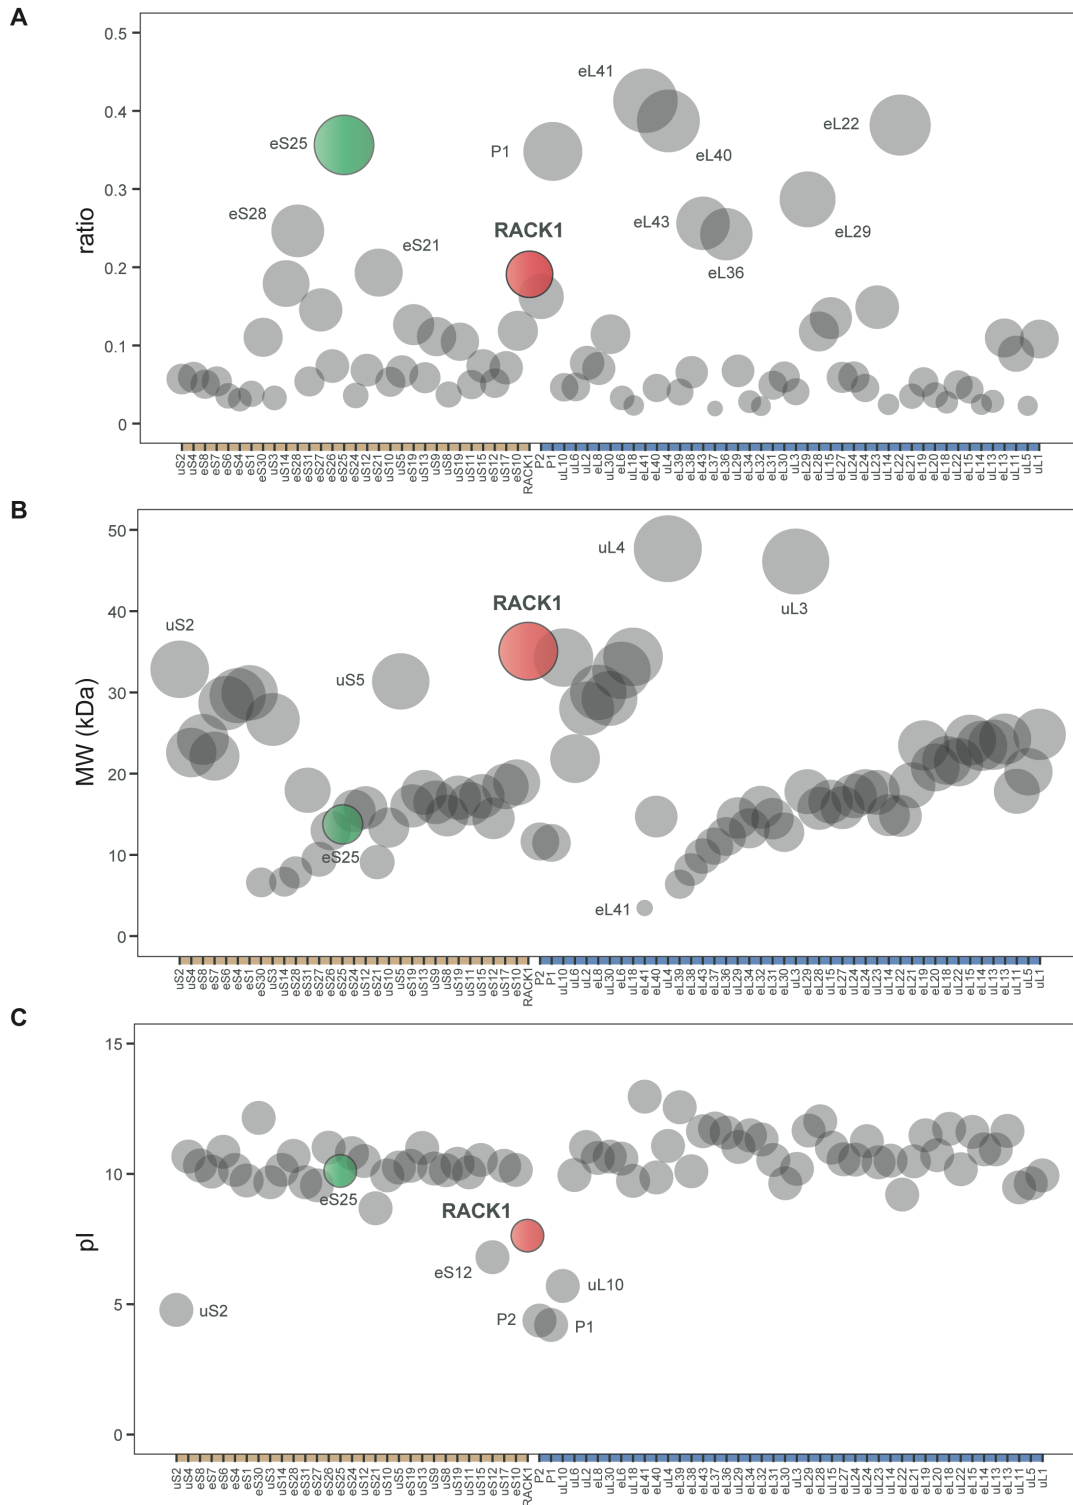 A
0.5
0.4
0.3
0.2
0.1
0
ratio
eL41
eS25
P1
eL40
eL22
eS28
eS21
RACK1
eL43
eL36
eL29
uS2 uS4 eS8 eS7 eS6 eS4 eS1 eS30 uS3 uS14 eS28 eS31 eS27 eS26 eS25 eS24 uS12 eS21 uS10 uS5 eS19 uS13 uS9 uS8 uS19 uS11 uS15 eS12 uS17 eS10 RACK1 P2 P1 uL10 uL6 uL2 eL8 uL30 eL6 uL18 eL41 eL40 uL4 eL39 eL38 eL43 eL37 eL36 uL29 eL34 eL32 eL31 eL30 uL3 eL29 eL28 uL15 eL27 uL24 eL24 uL23 uL14 eL22 eL21 eL19 eL20 eL18 uL22 eL15 eL14 uL13 eL13 uL11 uL5 uL1
B
50
40
30
20
10
0
MW (kDa)
uL4
RACK1
uL3
uS2
uS5
eS25
eL41
uS2 uS4 eS8 eS7 eS6 eS4 eS1 eS30 uS3 uS14 eS28 eS31 eS27 eS26 eS25 eS24 uS12 eS21 uS10 uS5 eS19 uS13 uS9 uS8 uS19 uS11 uS15 eS12 uS17 eS10 RACK1 P2 P1 uL10 uL6 uL2 eL8 uL30 eL6 uL18 eL41 eL40 uL4 eL39 eL38 eL43 eL37 eL36 uL29 eL34 eL32 eL31 eL30 uL3 eL29 eL28 uL15 eL27 uL24 eL24 uL23 uL14 eL22 eL21 eL19 eL20 eL18 uL22 eL15 eL14 uL13 eL13 uL11 uL5 uL1
C
15
10
5
0
pI
eS25
RACK1
eS12
uL10
uS2
P2
P1
uS2 uS4 eS8 eS7 eS6 eS4 eS1 eS30 uS3 uS14 eS28 eS31 eS27 eS26 eS25 eS24 uS12 eS21 uS10 uS5 eS19 uS13 uS9 uS8 uS19 uS11 uS15 eS12 uS17 eS10 RACK1 P2 P1 uL10 uL6 uL2 eL8 uL30 eL6 uL18 eL41 eL40 uL4 eL39 eL38 eL43 eL37 eL36 uL29 eL34 eL32 eL31 eL30 uL3 eL29 eL28 uL15 eL27 uL24 eL24 uL23 uL14 eL22 eL21 eL19 eL20 eL18 uL22 eL15 eL14 uL13 eL13 uL11 uL5 uL1